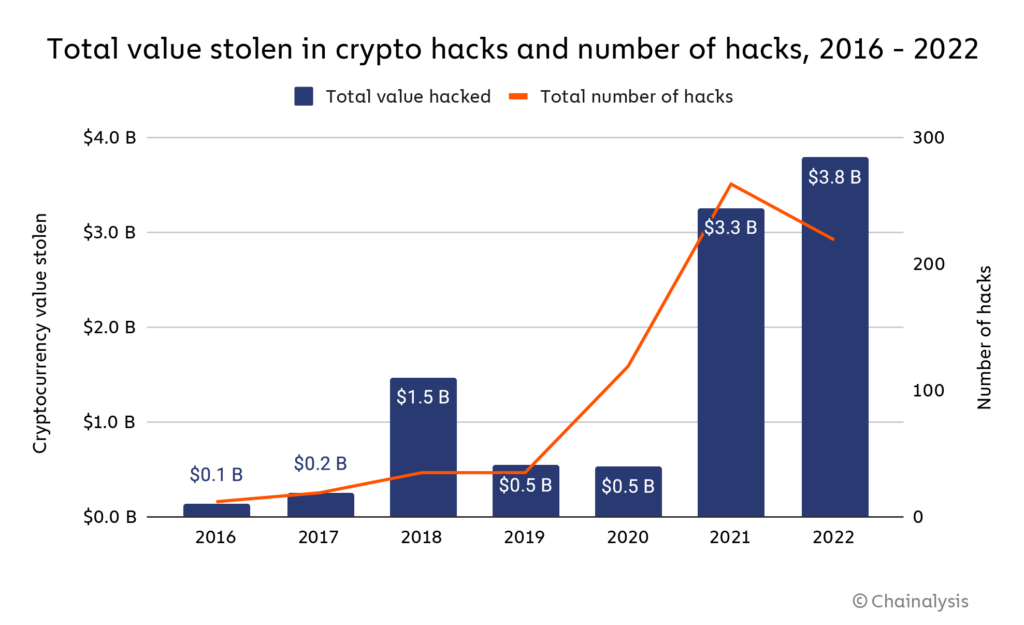 Total value stolen in crypto hacks and number of hacks, 2016 - 2022
Total value hacked Total number of hacks
$4.0 B
$3.0 B
$2.0 B
$1.0 B
$0.0 B
Cryptocurrency value stolen
$0.1 B
$0.2 B
$1.5 B
$0.5 B
$0.5 B
$3.3 B
$3.8 B
300
200
100
0
Number of hacks
2016 2017 2018 2019 2020 2021 2022
© Chainalysis